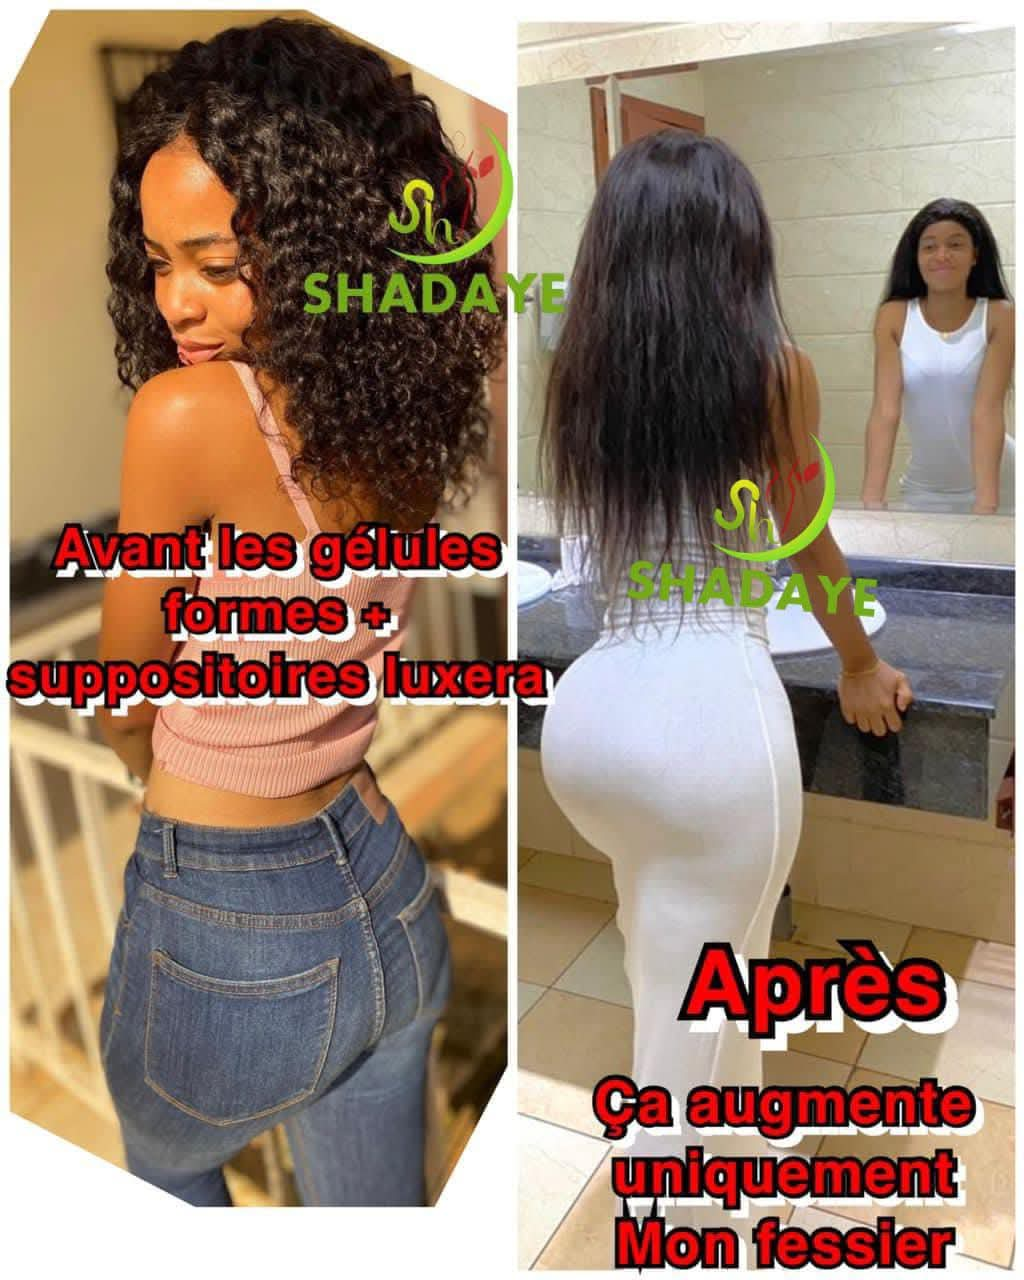 Sh
SHADAYE
Avant les gélules
formes +
suppositoires luxera
Sh
SHADAYE
Après
Ça augmente
uniquement
Mon fessier